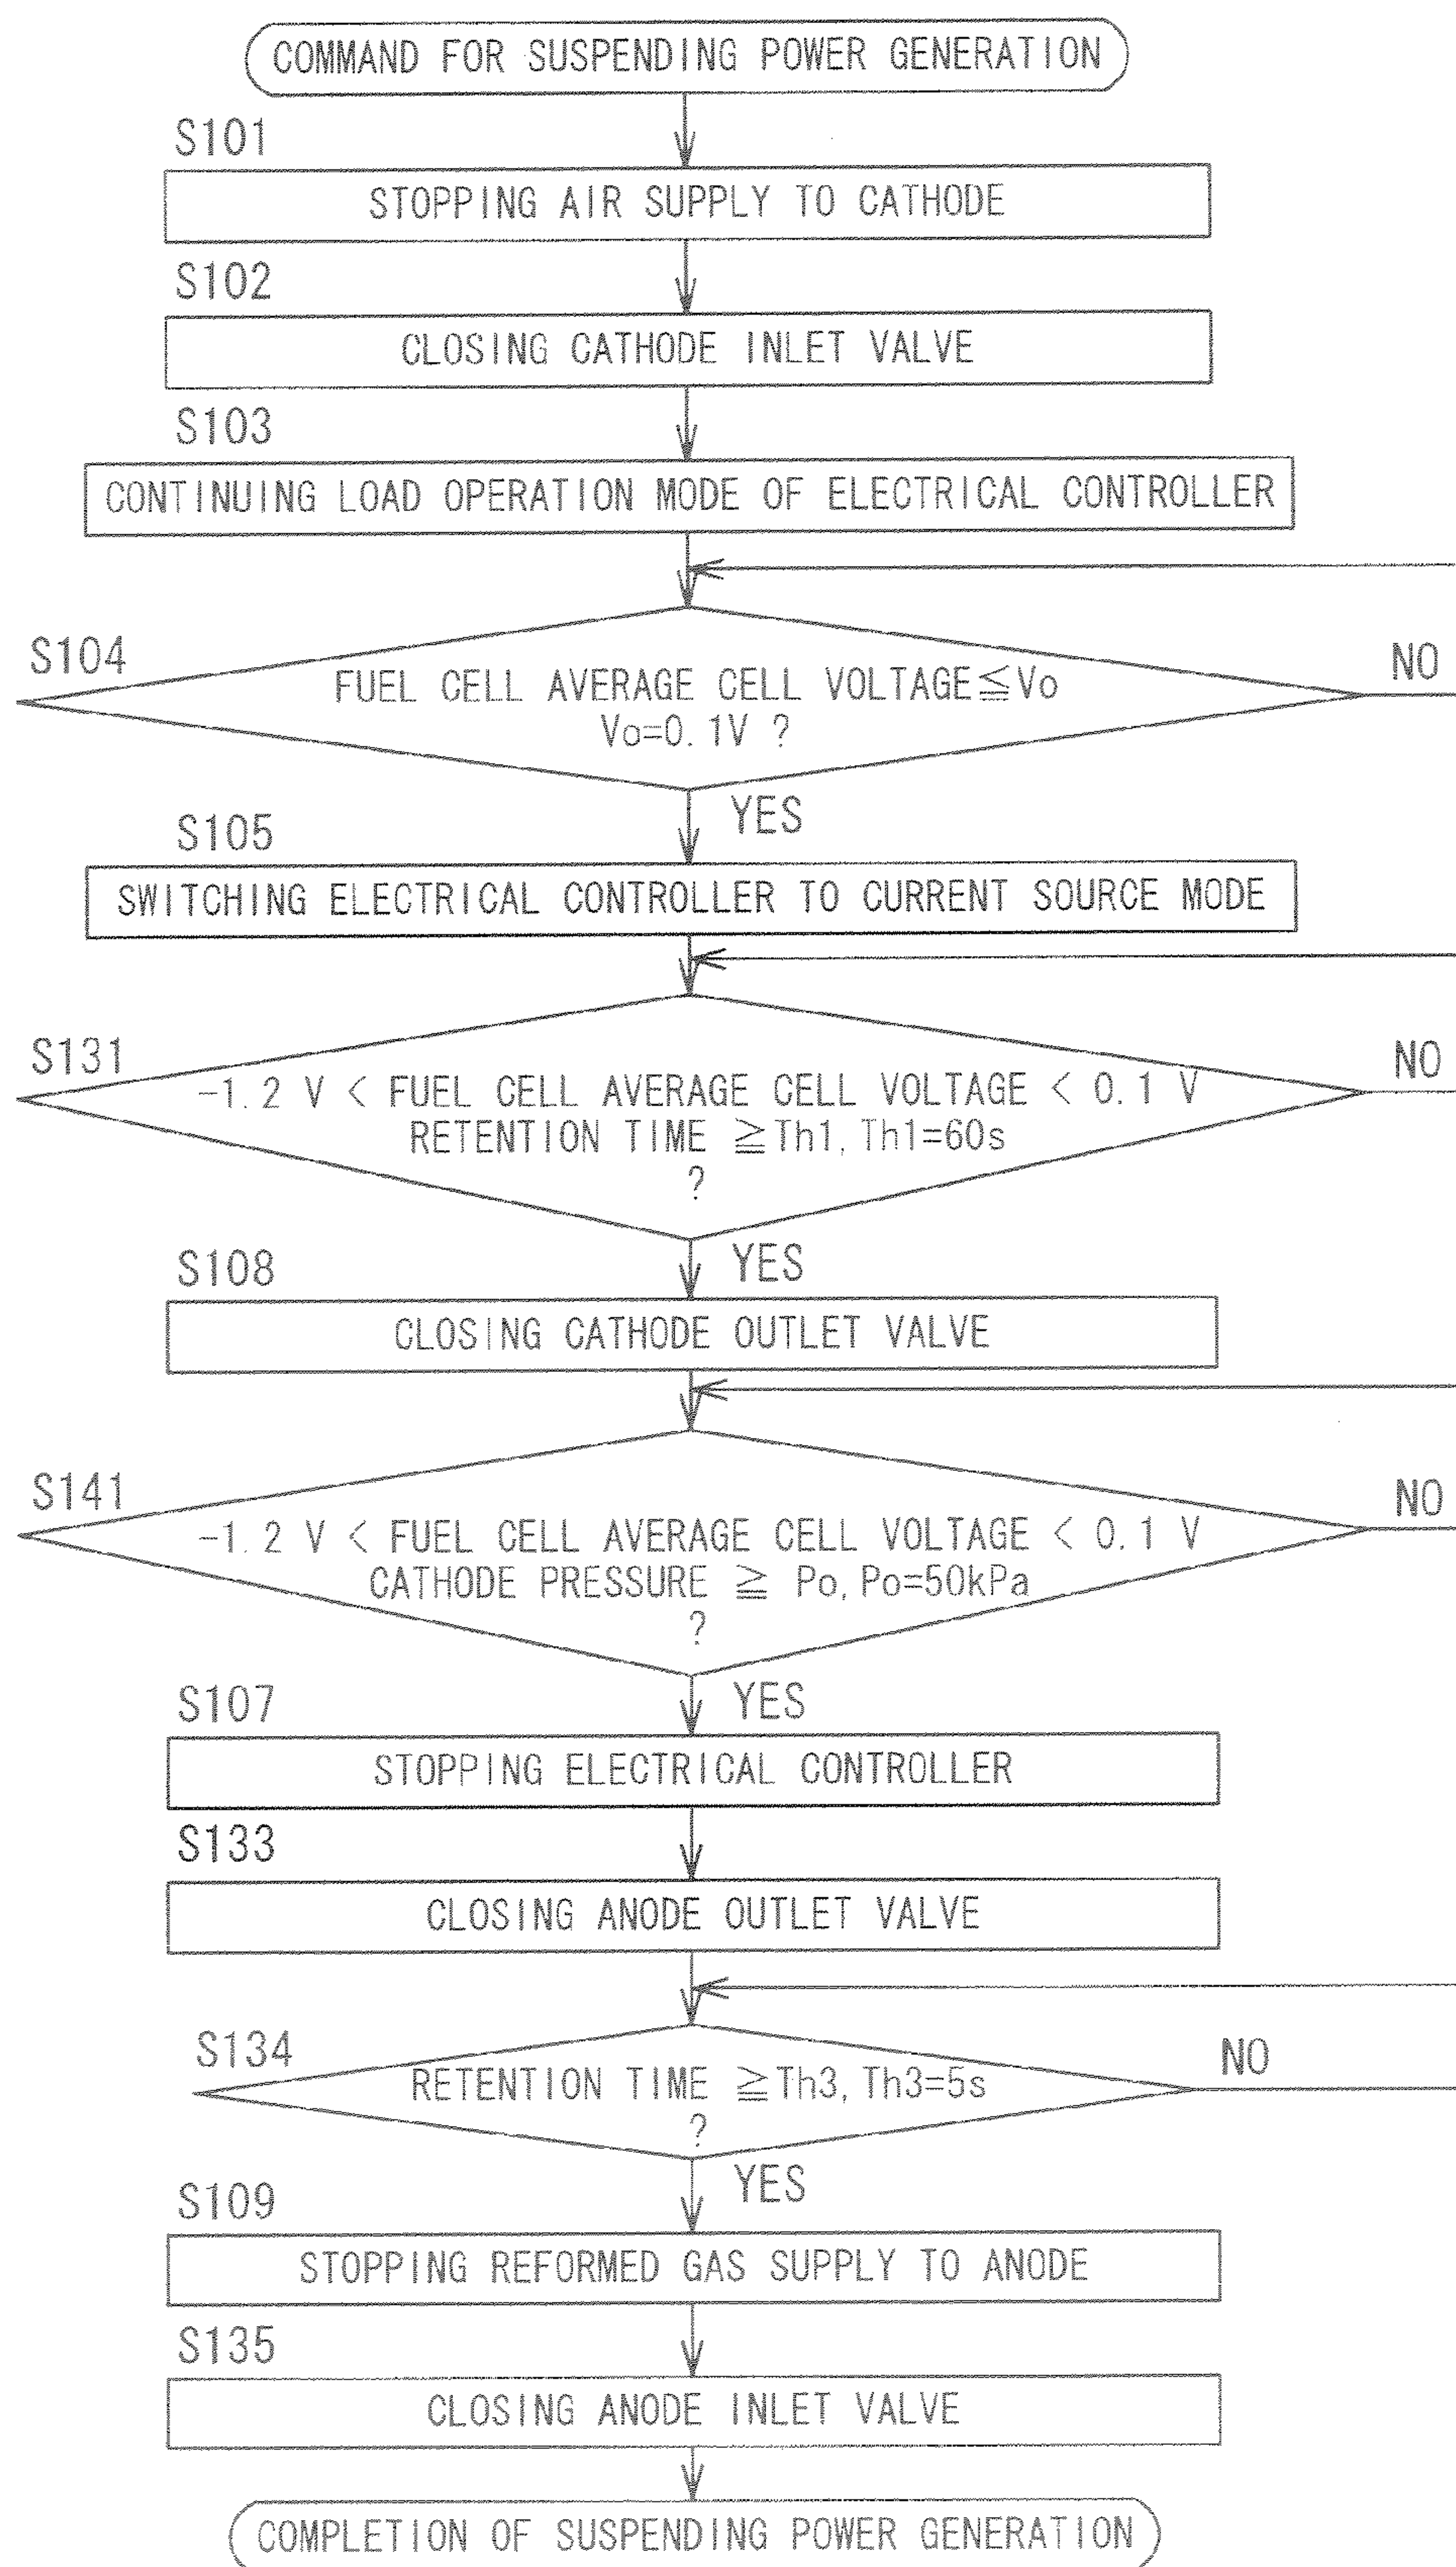 COMMAND FOR SUSPENDING POWER GENERATION
S101
STOPPING AIR SUPPLY TO CATHODE
S102
CLOSING CATHODE INLET VALVE
S103
CONTINUING LOAD OPERATION MODE OF ELECTRICAL CONTROLLER
S104
NO
FUEL CELL AVERAGE CELL VOLTAGE≦Vo
Vo=0.1V ?
YES
S105
SWITCHING ELECTRICAL CONTROLLER TO CURRENT SOURCE MODE
S131
NO
-1.2 V < FUEL CELL AVERAGE CELL VOLTAGE < 0.1 V
RETENTION TIME ≧Th1, Th1=60s
?
YES
S108
CLOSING CATHODE OUTLET VALVE
S141
NO
-1.2 V < FUEL CELL AVERAGE CELL VOLTAGE < 0.1 V
CATHODE PRESSURE ≧ Po, Po=50kPa
?
YES
S107
STOPPING ELECTRICAL CONTROLLER
S133
CLOSING ANODE OUTLET VALVE
S134
NO
RETENTION TIME ≧Th3, Th3=5s
?
YES
S109
STOPPING REFORMED GAS SUPPLY TO ANODE
S135
CLOSING ANODE INLET VALVE
COMPLETION OF SUSPENDING POWER GENERATION